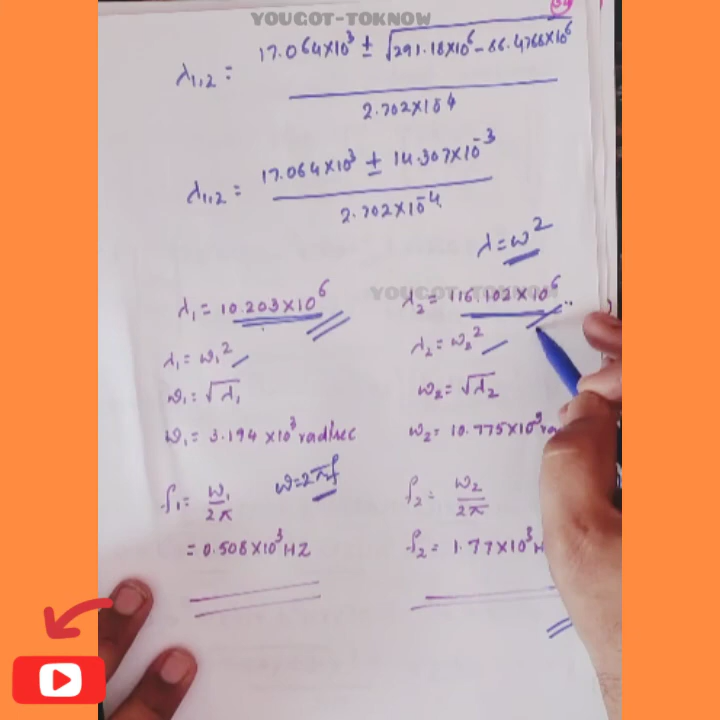 YOUGOT-TOKNOW
λ1,2 = (17.064×10³ ± √(291.18×10⁶ − 86.4766×10⁶)) / 2.702×10⁻⁴
λ1,2 = (17.064×10³ ± 14.307×10⁻³) / 2.702×10⁻⁴
λ=ω²
YOUGOT-TOKNOW
λ₁ = 10.203×10⁶
λ₁ = ω₁²
ω₁ = √λ₁
ω₁ = 3.194 ×10³ rad/sec
ω=2πf
f₁ = ω₁/2π
= 0.508×10³ HZ
λ₂ = 116.102×10⁶
λ₂ = ω₂²
ω₂ = √λ₂
ω₂ = 10.775×10³ ra
f₂ = ω₂/2π
f₂ = 1.77×10³ H